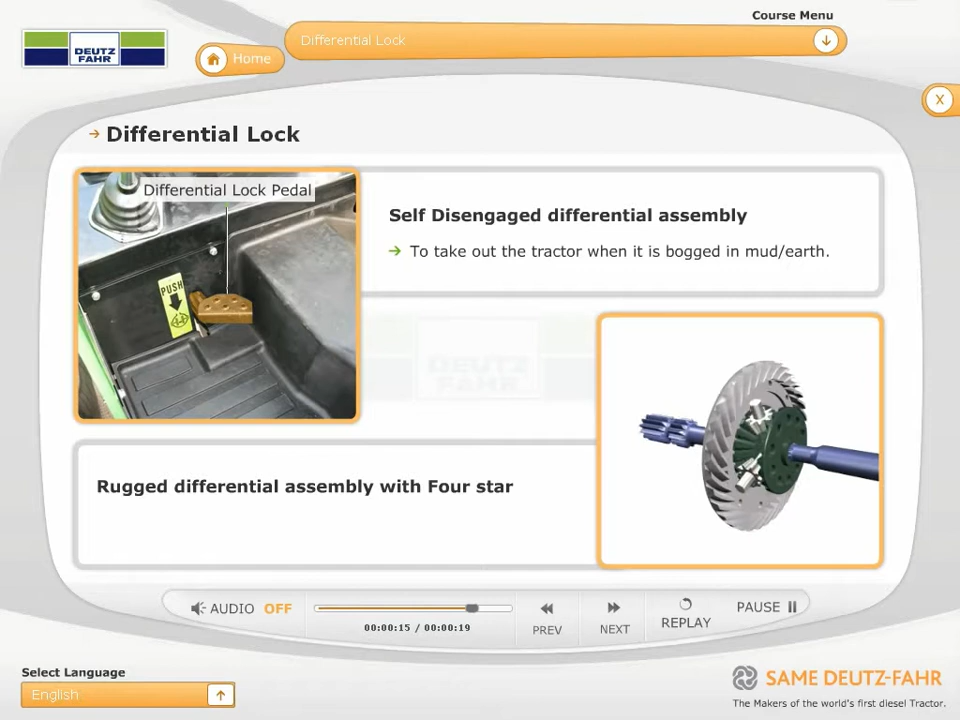 Course Menu
DEUTZ
FAHR
Home
Differential Lock
X
Differential Lock
Differential Lock Pedal
PUSH
Self Disengaged differential assembly
To take out the tractor when it is bogged in mud/earth.
DEUTZ
FAHR
Rugged differential assembly with Four star
AUDIO OFF
00:00:15 / 00:00:19
PREV
NEXT
REPLAY
PAUSE
Select Language
English
SAME DEUTZ-FAHR
The Makers of the world's first diesel Tractor.